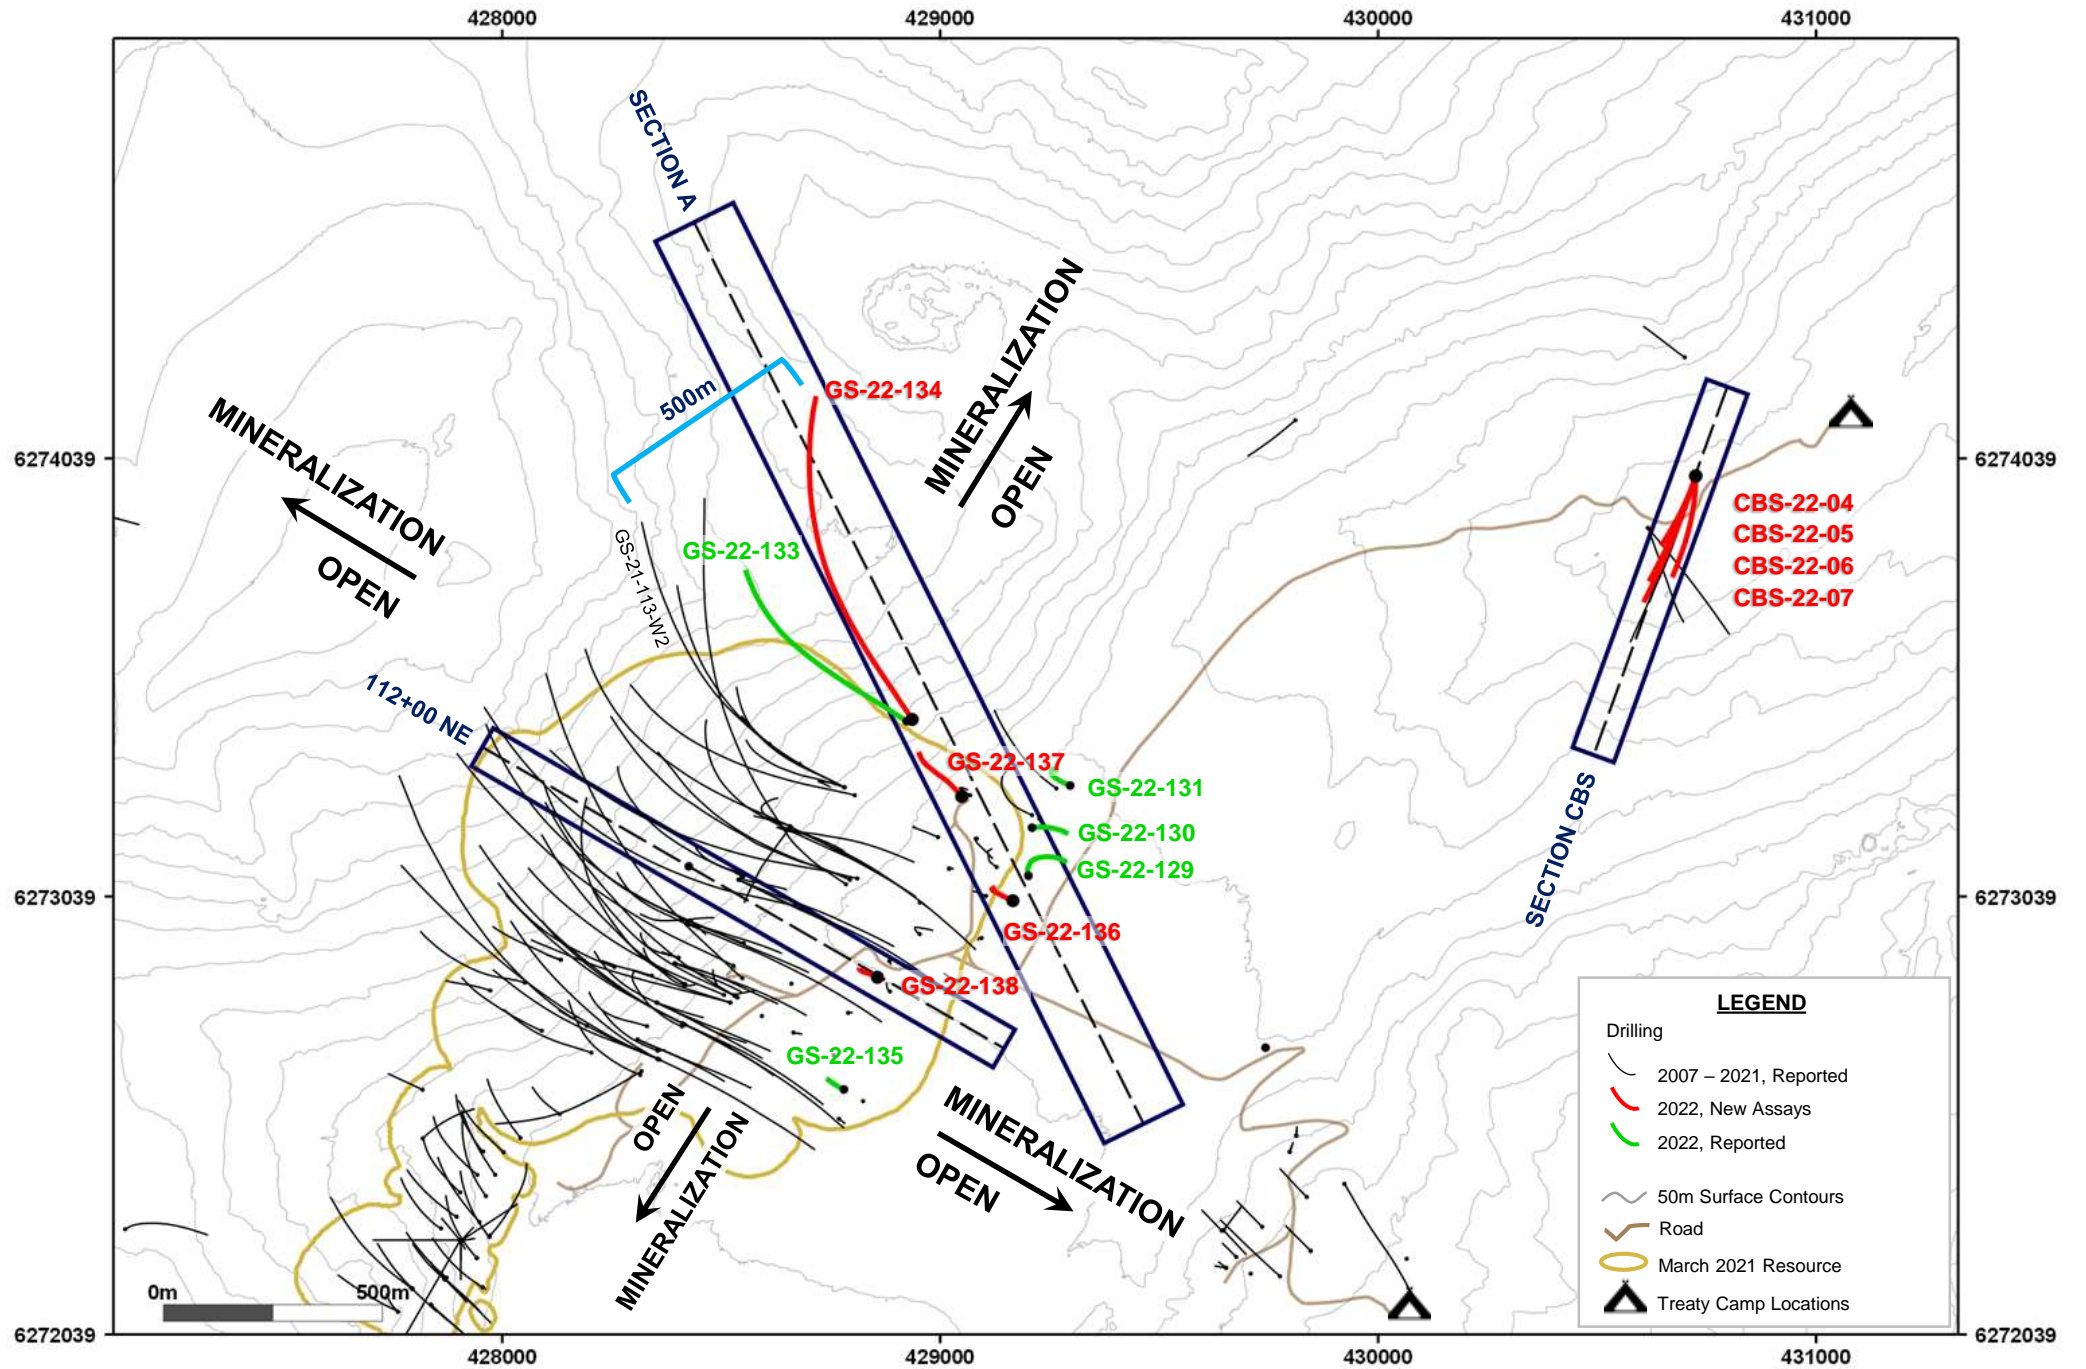 428000
429000
430000
431000
SECTION A
MINERALIZATION
OPEN
500m
GS-22-134
MINERALIZATION
OPEN
6274039
6274039
GS-21-113-W2
GS-22-133
CBS-22-04
CBS-22-05
CBS-22-06
CBS-22-07
112+00 NE
GS-22-137
GS-22-131
GS-22-130
GS-22-129
SECTION CBS
6273039
6273039
GS-22-136
GS-22-138
GS-22-135
OPEN
MINERALIZATION
MINERALIZATION
OPEN
LEGEND
Drilling
2007 – 2021, Reported
2022, New Assays
2022, Reported
50m Surface Contours
Road
March 2021 Resource
Treaty Camp Locations
0m
500m
6272039
6272039
428000
429000
430000
431000